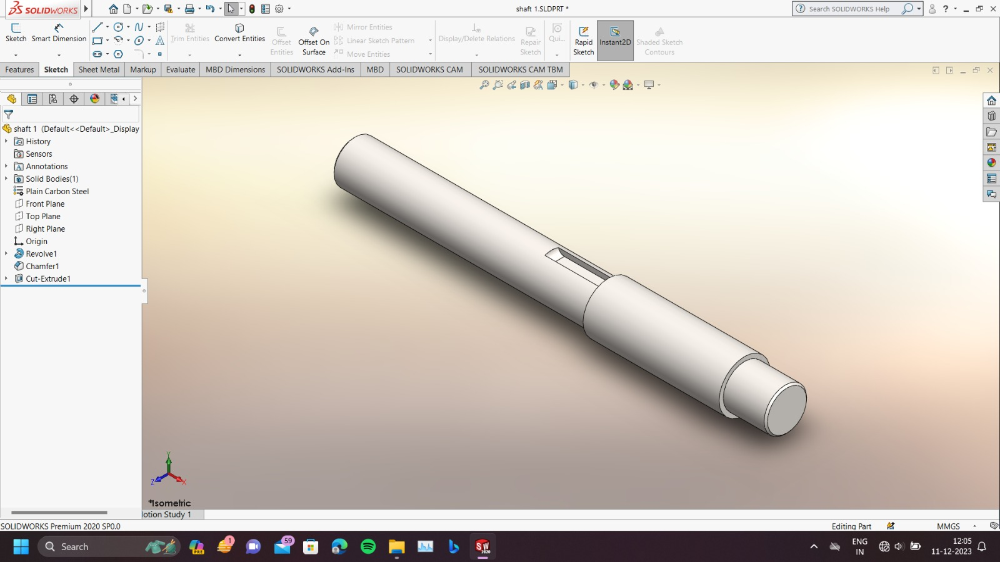 SOLIDWORKS
shaft 1.SLDPRT *
Search SOLIDWORKS Help
Sketch
Smart Dimension
Trim Entities
Convert Entities
Offset Entities
Offset On Surface
Mirror Entities
Linear Sketch Pattern
Move Entities
Display/Delete Relations
Repair Sketch
Qui...
Rapid Sketch
Instant2D
Shaded Sketch Contours
Features
Sketch
Sheet Metal
Markup
Evaluate
MBD Dimensions
SOLIDWORKS Add-Ins
MBD
SOLIDWORKS CAM
SOLIDWORKS CAM TBM
shaft 1 (Default<<Default>_Display
History
Sensors
Annotations
Solid Bodies(1)
Plain Carbon Steel
Front Plane
Top Plane
Right Plane
Origin
Revolve1
Chamfer1
Cut-Extrude1
Y
Z
X
*Isometric
otion Study 1
SOLIDWORKS Premium 2020 SP0.0
Editing Part
MMGS
Search
PRE
1
59
SW
2020
ENG
IN
12:05
11-12-2023